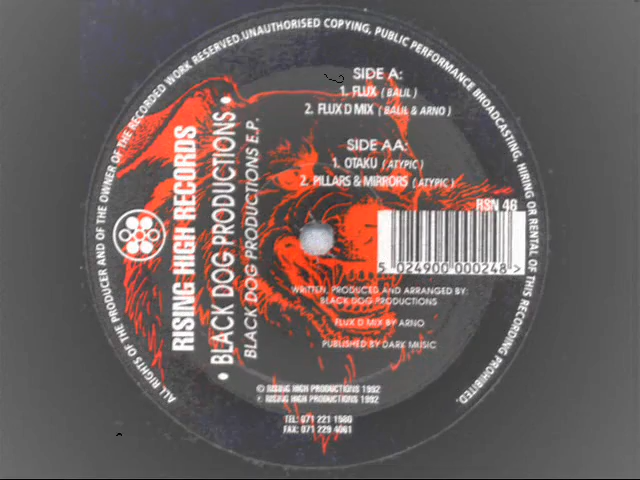 ALL RIGHTS OF THE PRODUCER AND OF THE OWNER OF THE RECORDED WORK RESERVED. UNAUTHORISED COPYING, PUBLIC PERFORMANCE BROADCASTING, HIRING OR RENTAL OF THIS RECORDING PROHIBITED.
RISING HIGH RECORDS
• BLACK DOG PRODUCTIONS •
BLACK DOG PRODUCTIONS E.P.
SIDE A:
1. FLUX (BALIL)
2. FLUX D MIX (BALIL & ARNO)
SIDE AA:
1. OTAKU (ATYPIC)
2. PILLARS & MIRRORS (ATYPIC)
RSN 46
5 024900 000248 >
WRITTEN, PRODUCED AND ARRANGED BY:
BLACK DOG PRODUCTIONS
FLUX D MIX BY ARNO
PUBLISHED BY DARK MUSIC
© RISING HIGH PRODUCTIONS 1992
℗ RISING HIGH PRODUCTIONS 1992
TEL: 071 221 1980
FAX: 071 229 4061